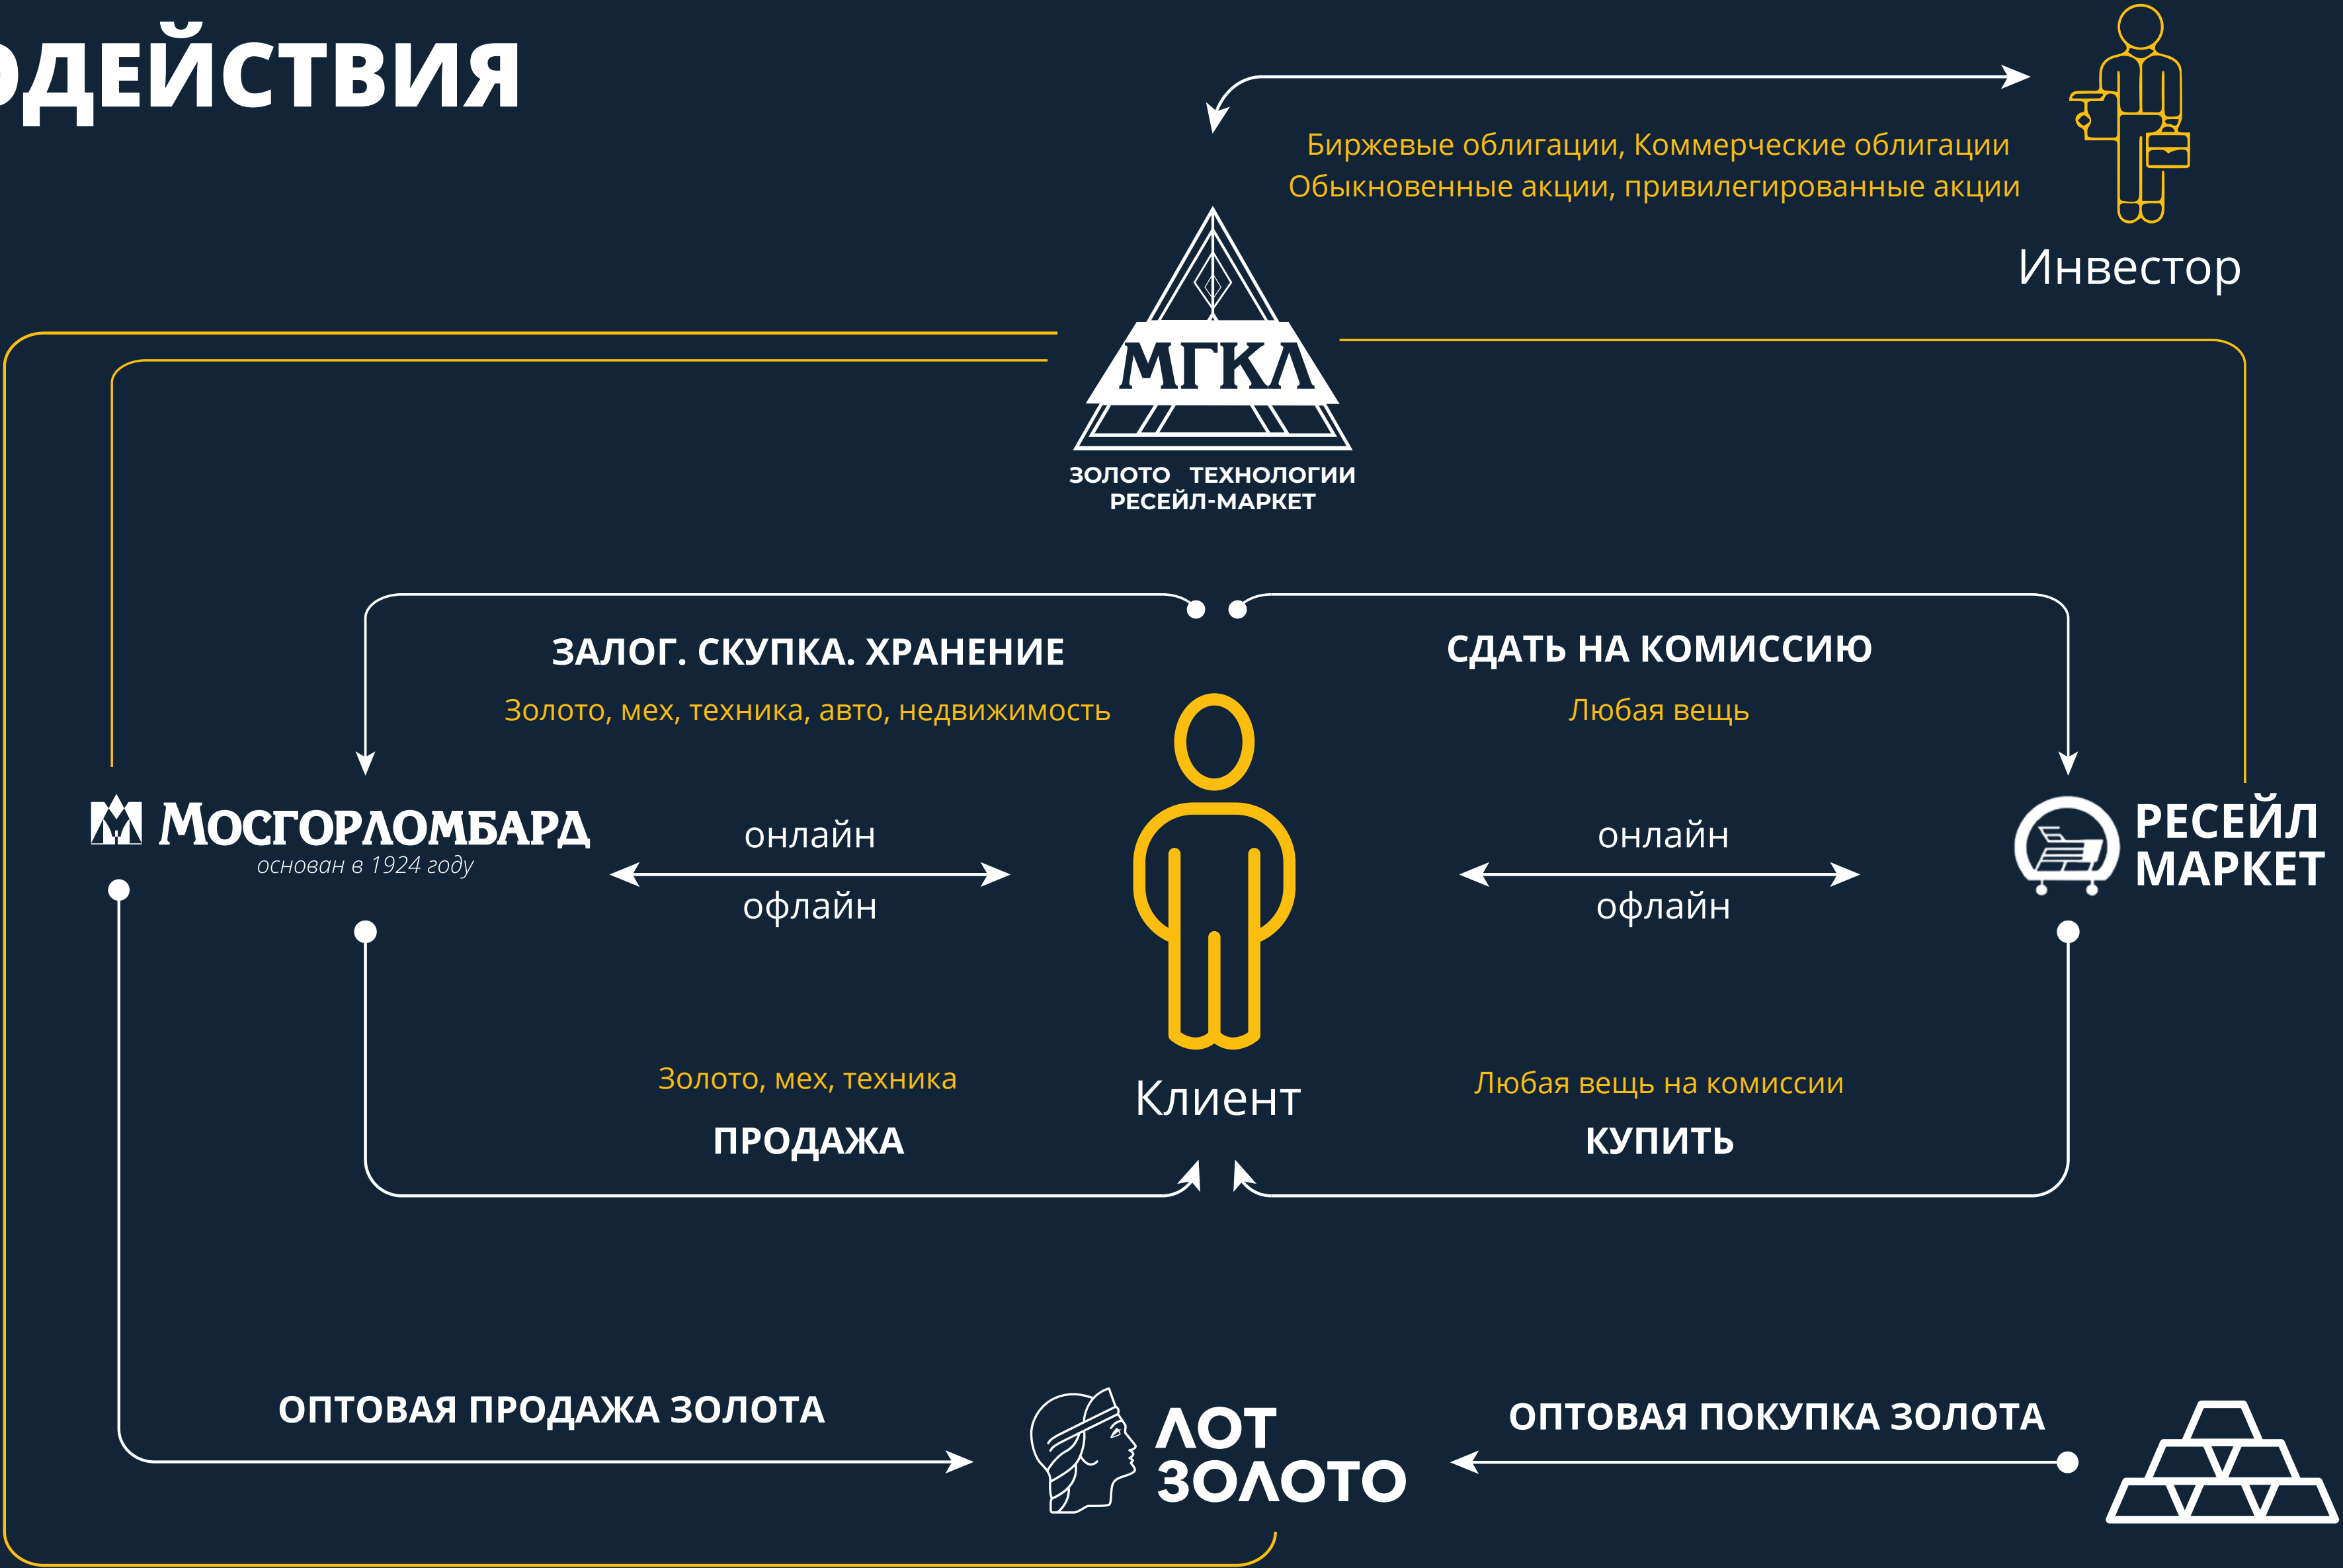 ОДЕЙСТВИЯ
Биржевые облигации, Коммерческие облигации
Обыкновенные акции, привилегированные акции
Инвестор
МГКЛ
ЗОЛОТО ТЕХНОЛОГИИ
РЕСЕЙЛ-МАРКЕТ
ЗАЛОГ. СКУПКА. ХРАНЕНИЕ
Золото, мех, техника, авто, недвижимость
СДАТЬ НА КОМИССИЮ
Любая вещь
МОСГОРЛОМБАРД
основан в 1924 году
онлайн
офлайн
онлайн
офлайн
РЕСЕЙЛ
МАРКЕТ
Золото, мех, техника
ПРОДАЖА
Клиент
Любая вещь на комиссии
КУПИТЬ
ОПТОВАЯ ПРОДАЖА ЗОЛОТА
ЛОТ
ЗОЛОТО
ОПТОВАЯ ПОКУПКА ЗОЛОТА